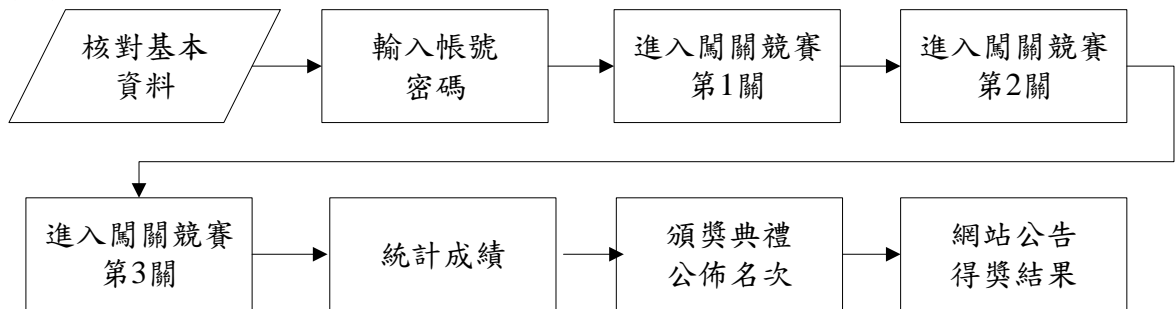 核對基本
資料
輸入帳號
密碼
進入闖關競賽
第1關
進入闖關競賽
第2關
進入闖關競賽
第3關
統計成績
頒獎典禮
公佈名次
網站公告
得獎結果